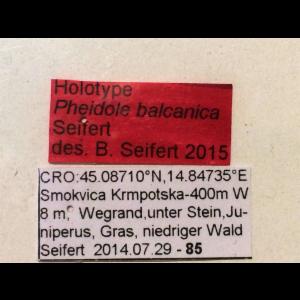 Holotype
Pheidole balcanica
Seifert
des. B. Seifert 2015
CRO:45.08710°N,14.84735°E
Smokvica Krmpotska-400m W
8 m, Wegrand,unter Stein,Ju-
niperus, Gras, niedriger Wald
Seifert 2014.07.29 - 85